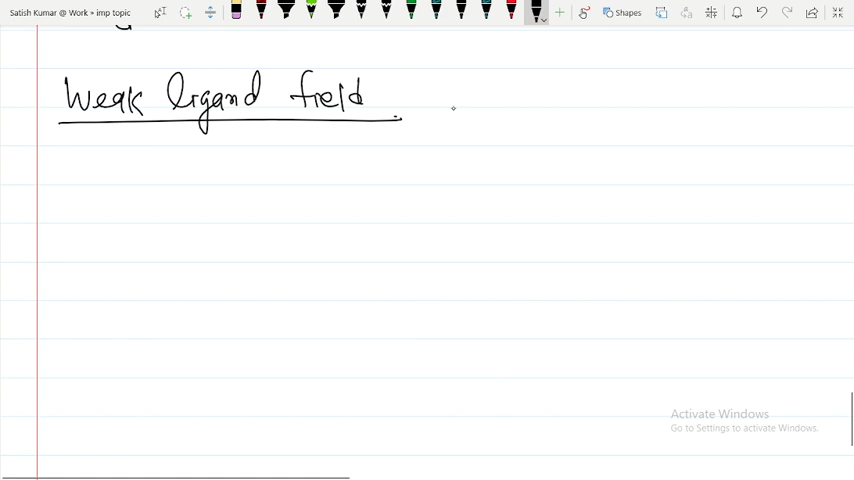 Satish Kumar @ Work » imp topic
Shapes
Weak ligand field
Activate Windows
Go to Settings to activate Windows.